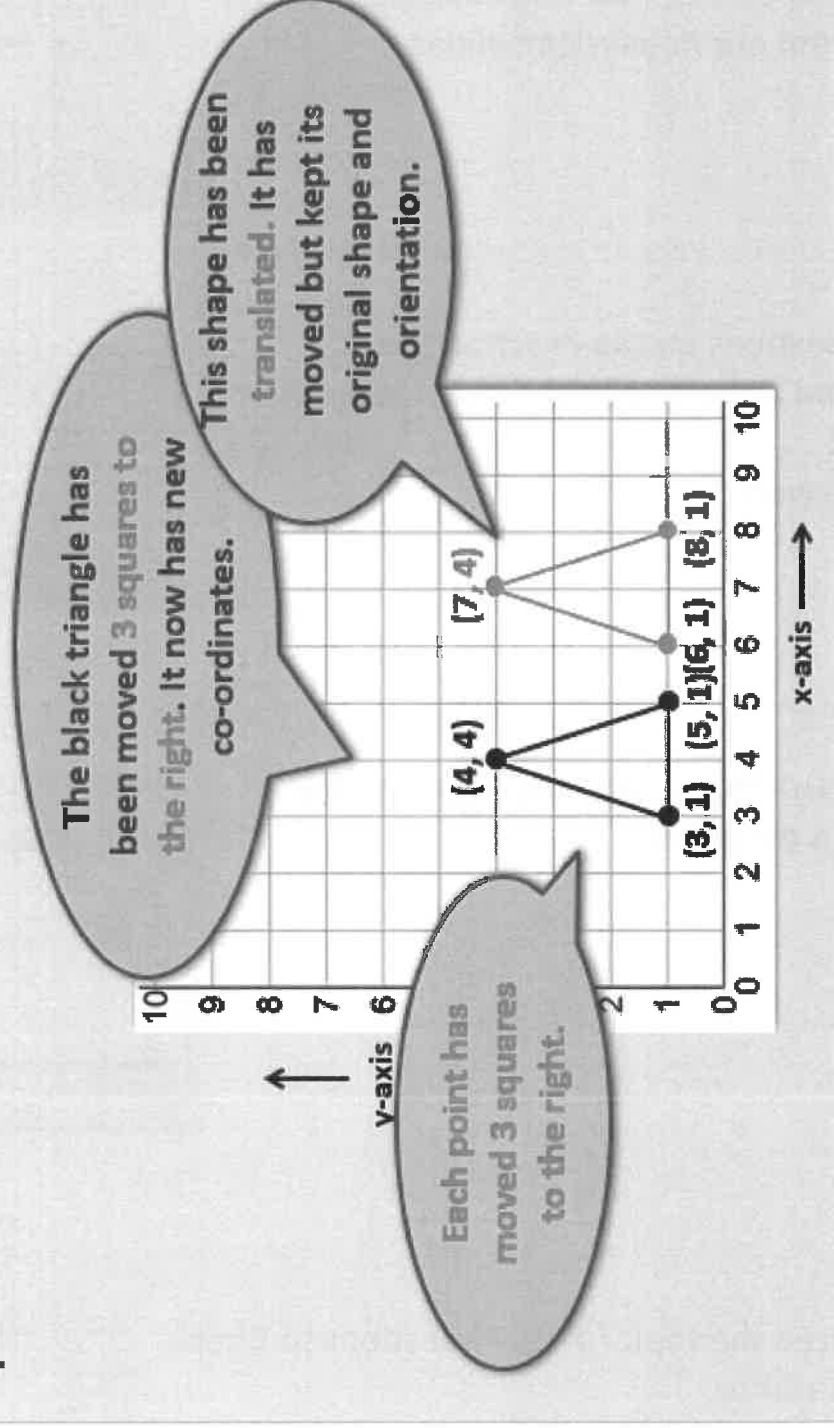 The black triangle has
been moved 3 squares to
the right. It now has new
co-ordinates.
This shape has been
translated. It has
moved but kept its
original shape and
orientation.
Each point has
moved 3 squares
to the right.
y-axis
10
9
8
7
6
2
1
0
(4, 4)
(7, 4)
(3, 1) (5, 1) (6, 1) (8, 1)
0 1 2 3 4 5 6 7 8 9 10
x-axis